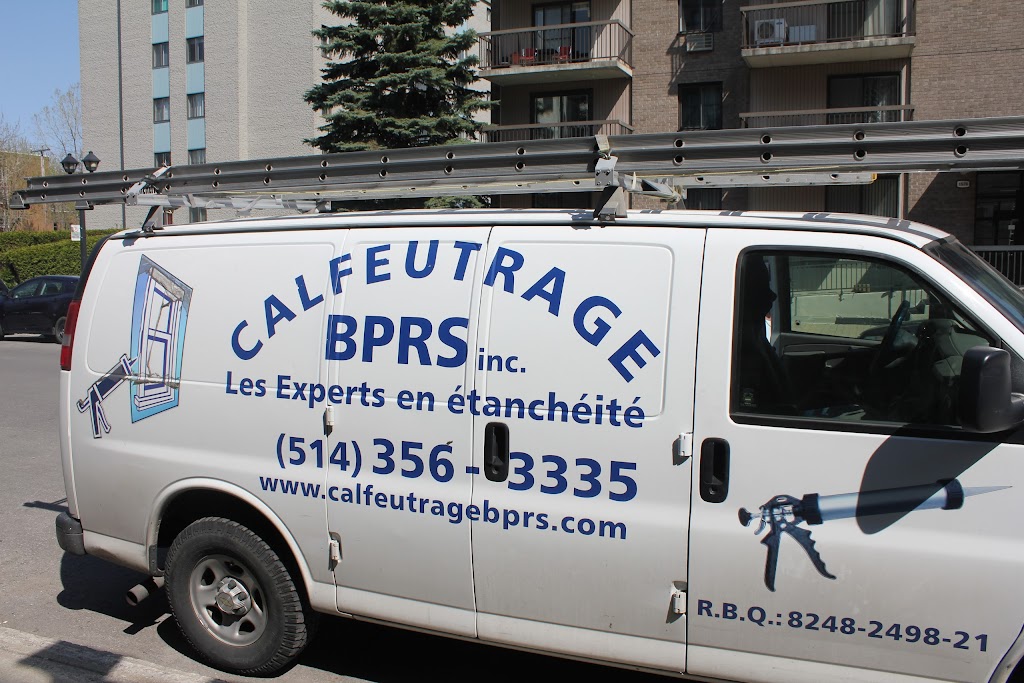 CALFEUTRAGE
BPRS inc.
Les Experts en étanchéité
(514) 356-3335
www.calfeutragebprs.com
R.B.Q.: 8248-2498-21